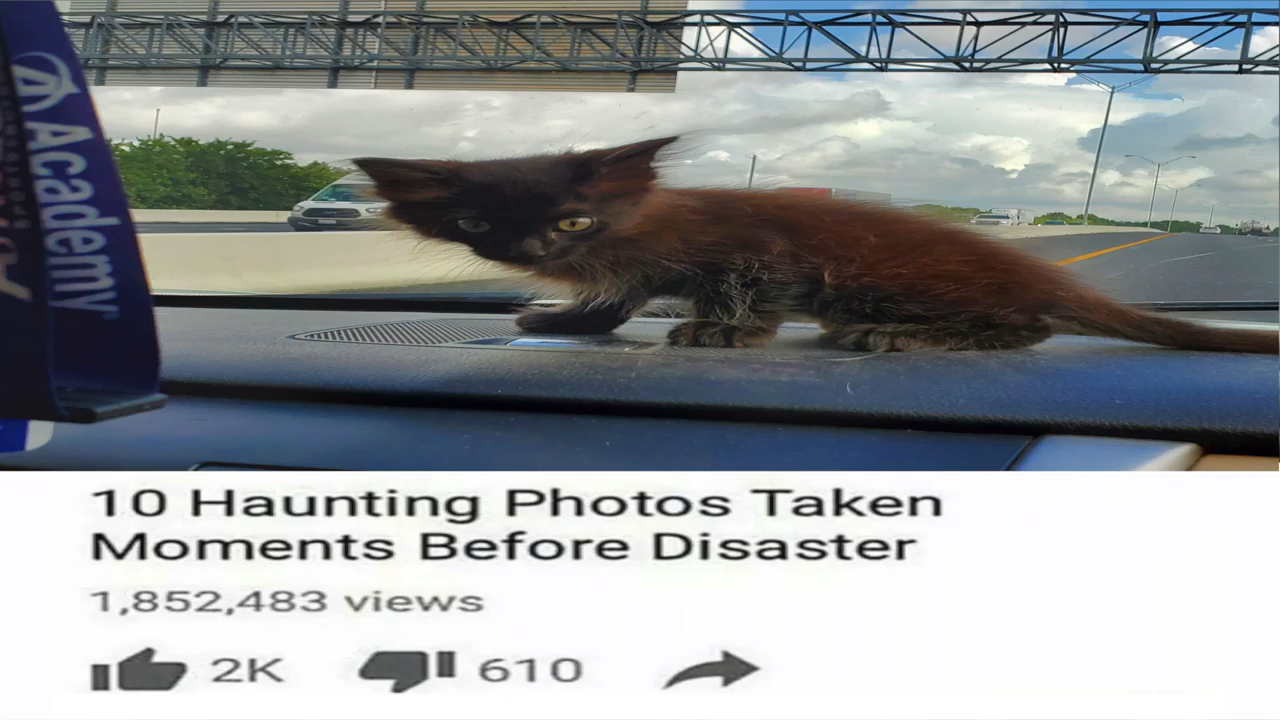 Academy
10 Haunting Photos Taken
Moments Before Disaster
1,852,483 views
2K 610